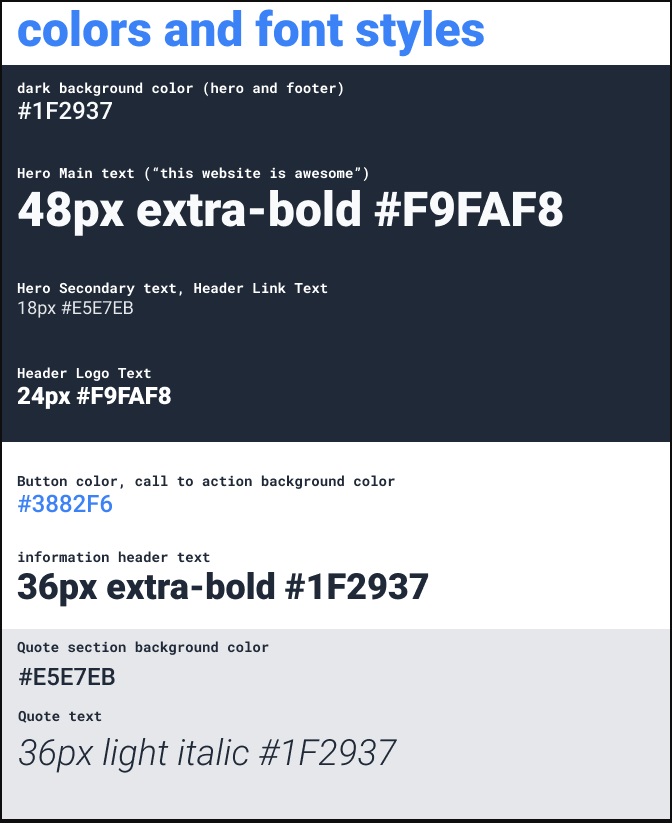 colors and font styles
dark background color (hero and footer)
#1F2937
Hero Main text (“this website is awesome”)
48px extra-bold #F9FAF8
Hero Secondary text, Header Link Text
18px #E5E7EB
Header Logo Text
24px #F9FAF8
Button color, call to action background color
#3882F6
information header text
36px extra-bold #1F2937
Quote section background color
#E5E7EB
Quote text
36px light italic #1F2937